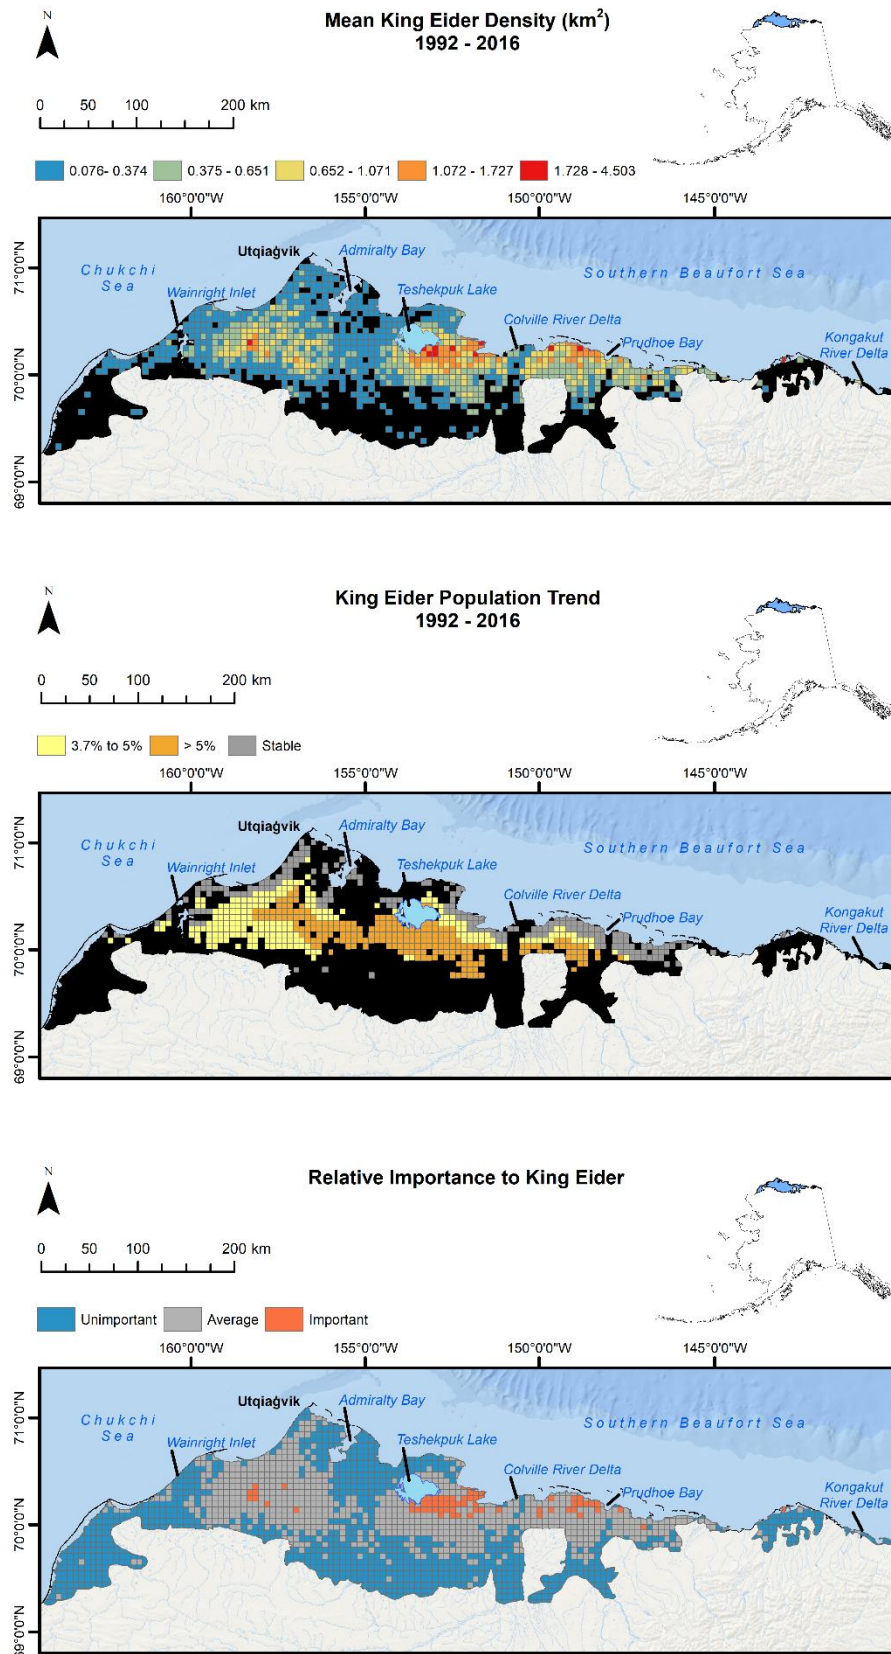 Mean King Eider Density (km²)
1992 - 2016
N
0 50 100 200 km
0.076- 0.374 0.375 - 0.651 0.652 - 1.071 1.072 - 1.727 1.728 - 4.503
160°0'0"W 155°0'0"W 150°0'0"W 145°0'0"W
71°0'0"N
70°0'0"N
69°0'0"N
Chukchi
Sea
Wainright Inlet
Utqiaġvik
Admiralty Bay
Teshekpuk Lake
Southern Beaufort Sea
Colville River Delta
Prudhoe Bay
Kongakut
River Delta
King Eider Population Trend
1992 - 2016
N
0 50 100 200 km
3.7% to 5% > 5% Stable
160°0'0"W 155°0'0"W 150°0'0"W 145°0'0"W
71°0'0"N
70°0'0"N
69°0'0"N
Chukchi
Sea
Wainright Inlet
Utqiaġvik
Admiralty Bay
Teshekpuk Lake
Southern Beaufort Sea
Colville River Delta
Prudhoe Bay
Kongakut
River Delta
Relative Importance to King Eider
N
0 50 100 200 km
Unimportant Average Important
160°0'0"W 155°0'0"W 150°0'0"W 145°0'0"W
71°0'0"N
70°0'0"N
69°0'0"N
Chukchi
Sea
Wainright Inlet
Utqiaġvik
Admiralty Bay
Teshekpuk Lake
Southern Beaufort Sea
Colville River Delta
Prudhoe Bay
Kongakut
River Delta